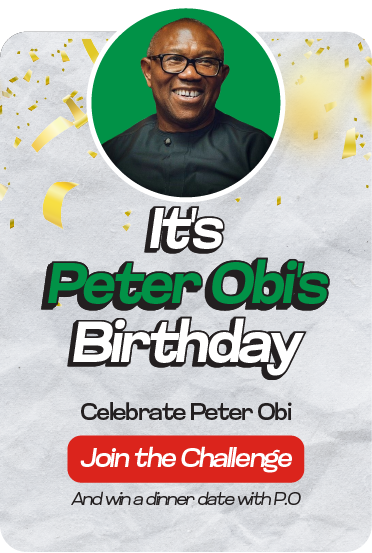 It's
Peter Obi's
Birthday
Celebrate Peter Obi
Join the Challenge
And win a dinner date with P.O